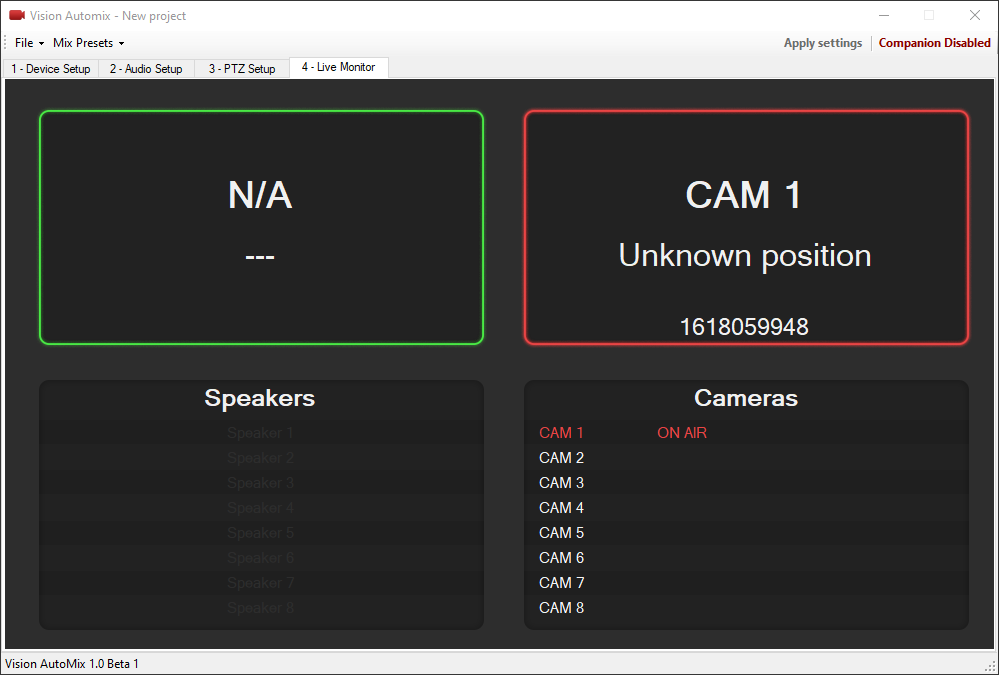 Vision Automix - New project
File Mix Presets Apply settings Companion Disabled
1 - Device Setup 2 - Audio Setup 3 - PTZ Setup 4 - Live Monitor
N/A
---
CAM 1
Unknown position
1618059948
Speakers
Speaker 1
Speaker 2
Speaker 3
Speaker 4
Speaker 5
Speaker 6
Speaker 7
Speaker 8
Cameras
CAM 1 ON AIR
CAM 2
CAM 3
CAM 4
CAM 5
CAM 6
CAM 7
CAM 8
Vision AutoMix 1.0 Beta 1